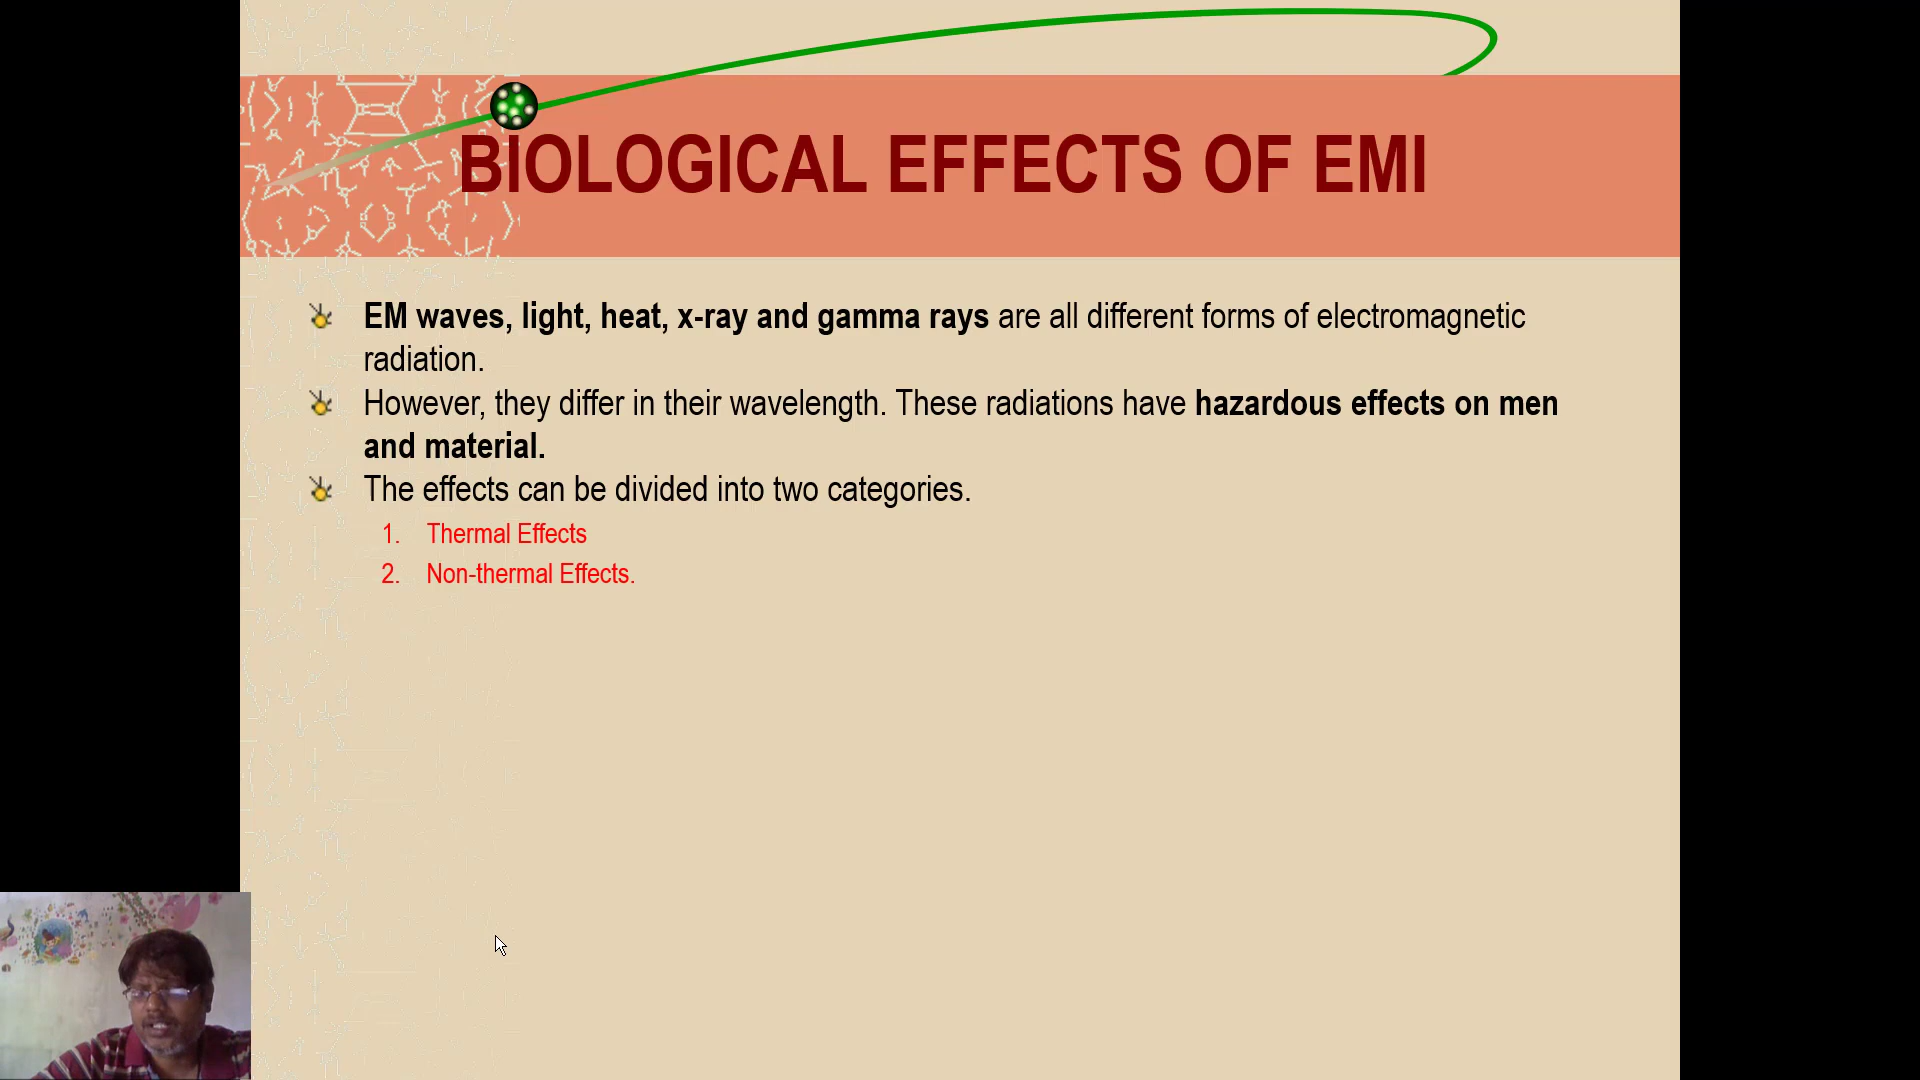 BIOLOGICAL EFFECTS OF EMI
EM waves, light, heat, x-ray and gamma rays are all different forms of electromagnetic
radiation.
However, they differ in their wavelength. These radiations have hazardous effects on men
and material.
The effects can be divided into two categories.
1. Thermal Effects
2. Non-thermal Effects.